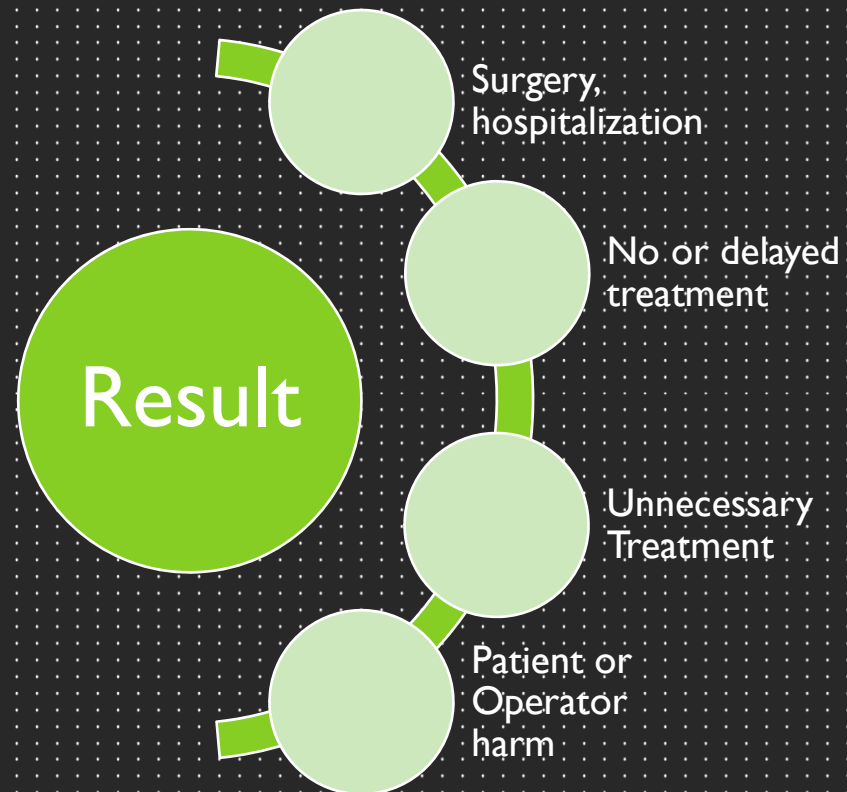 Result
Surgery,
hospitalization
No or delayed
treatment
Unnecessary
Treatment
Patient or
Operator
harm